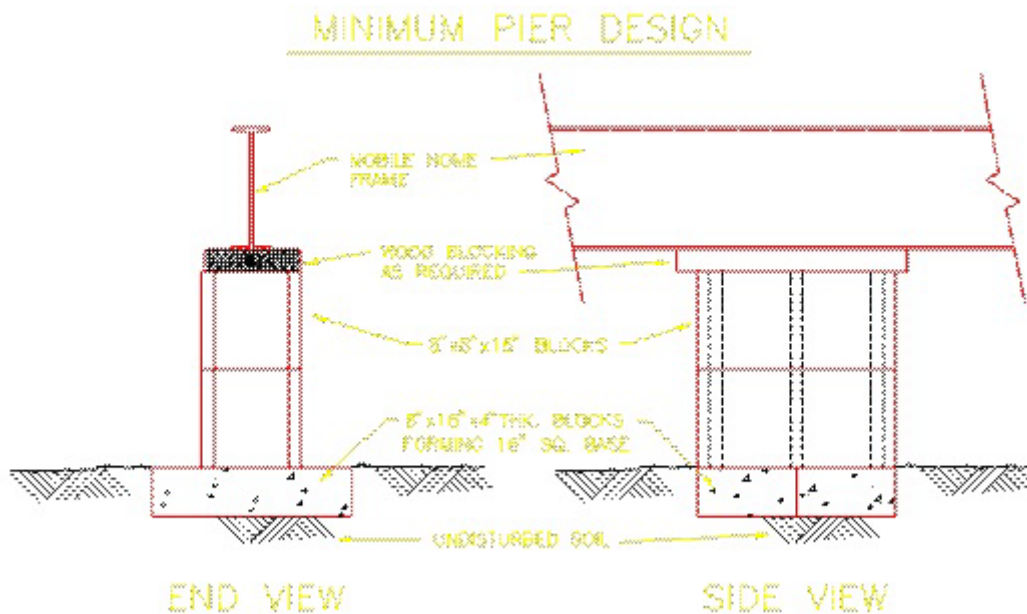 MINIMUM PIER DESIGN
MOBILE HOME
FRAME
WOOD BLOCKING
AS REQUIRED
8"x8"x16" BLOCKS
8"x16"x4"THK. BLOCKS
FORMING 16" SQ. BASE
UNDISTURBED SOIL
END VIEW
SIDE VIEW